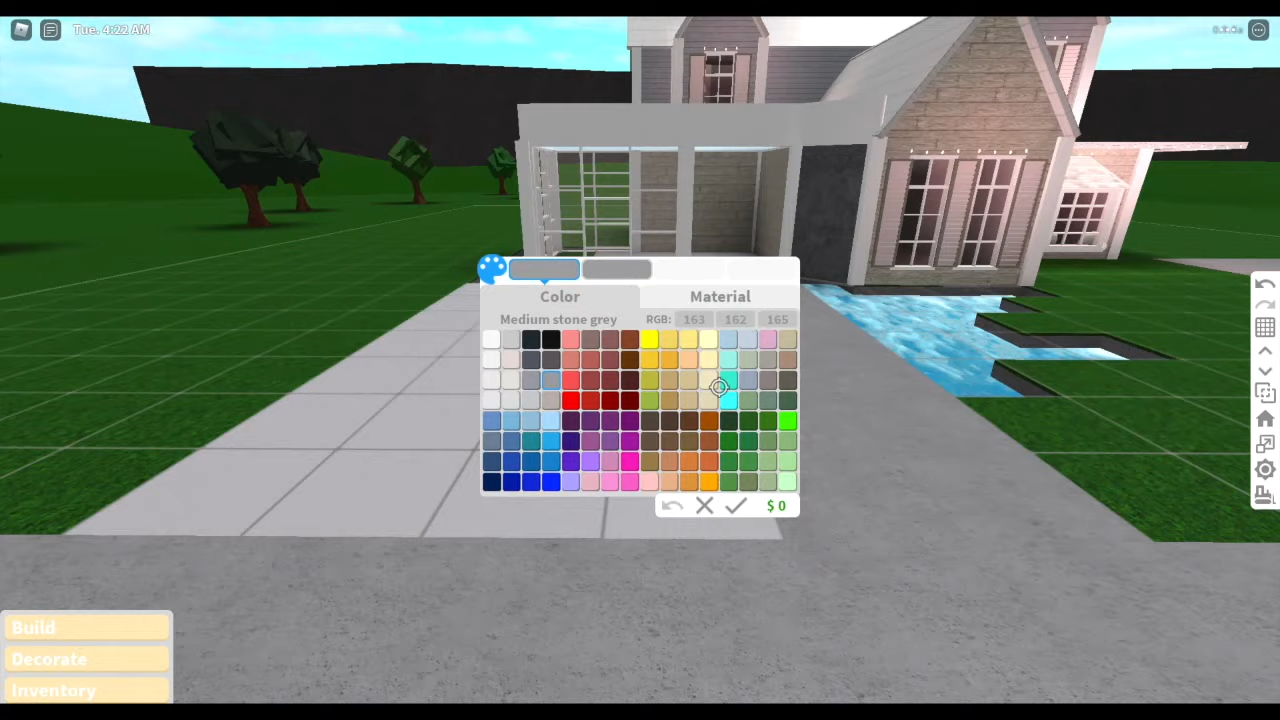 Tue. 4:22 AM
Color
Material
Medium stone grey
RGB: 163 162 165
$ 0
Build
Decorate
Inventory